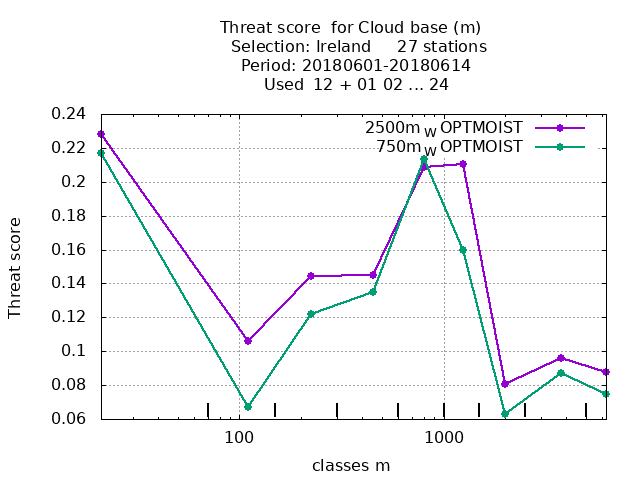 Threat score  for Cloud base (m)
Selection: Ireland     27 stations
Period: 20180601-20180614
Used  12 + 01 02 ... 24
2500m W OPTMOIST
750m W OPTMOIST
Threat score
0.24
0.22
0.2
0.18
0.16
0.14
0.12
0.1
0.08
0.06
100 1000
classes m